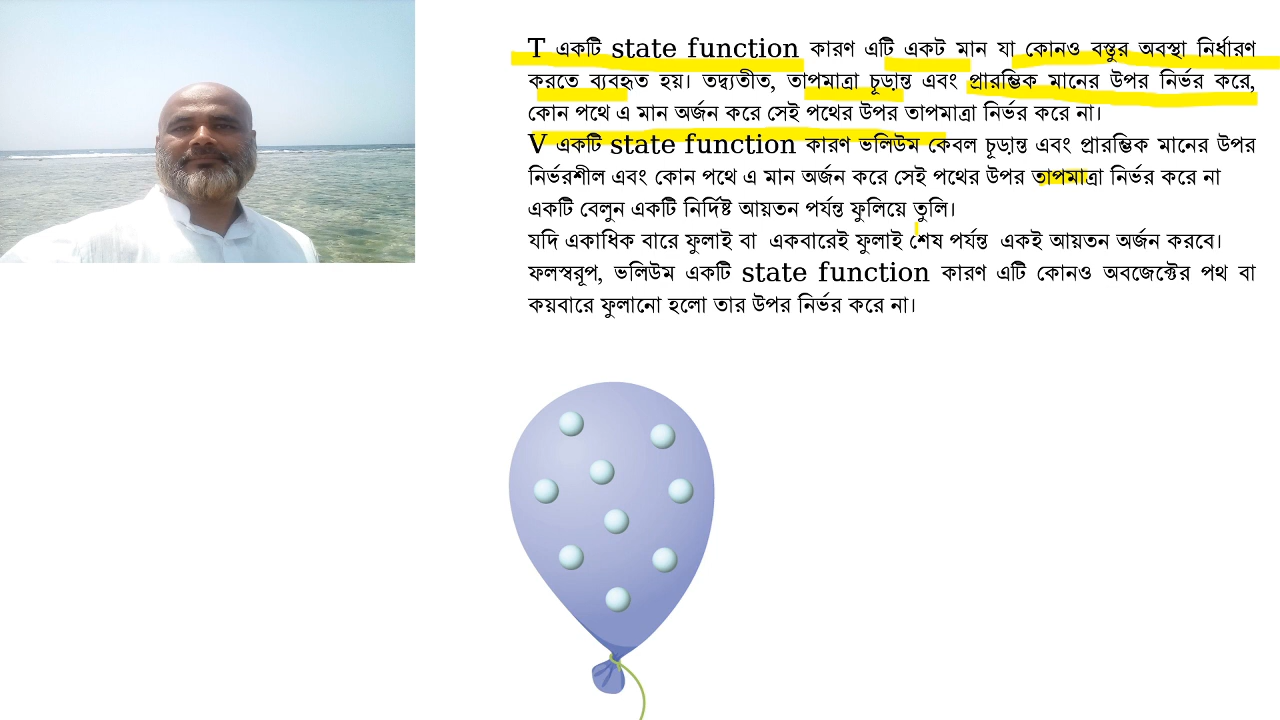 T একটি state function কারণ এটি একট মান যা কোনও বস্তুর অবস্থা নির্ধারণ
করতে ব্যবহৃত হয়। তদ্ব্যতীত, তাপমাত্রা চূড়ান্ত এবং প্রারম্ভিক মানের উপর নির্ভর করে,
কোন পথে এ মান অর্জন করে সেই পথের উপর তাপমাত্রা নির্ভর করে না।
V একটি state function কারণ ভলিউম কেবল চূড়ান্ত এবং প্রারম্ভিক মানের উপর
নির্ভরশীল এবং কোন পথে এ মান অর্জন করে সেই পথের উপর তাপমাত্রা নির্ভর করে না
একটি বেলুন একটি নির্দিষ্ট আয়তন পর্যন্ত ফুলিয়ে তুলি।
যদি একাধিক বারে ফুলাই বা একবারেই ফুলাই শেষ পর্যন্ত একই আয়তন অর্জন করবে।
ফলস্বরূপ, ভলিউম একটি state function কারণ এটি কোনও অবজেক্টের পথ বা
কয়বারে ফুলানো হলো তার উপর নির্ভর করে না।